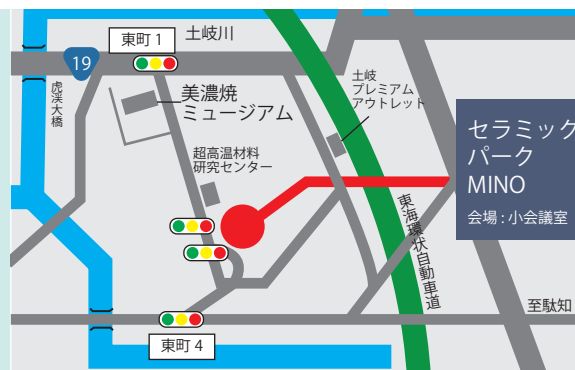 東町 1
土岐川
19
虎渓大橋
美濃焼
ミュージアム
土岐
プレミアム
アウトレット
超高温材料
研究センター
セラミック
パーク
MINO
会場 : 小会議室
東海環状自動車道
至駄知
東町 4